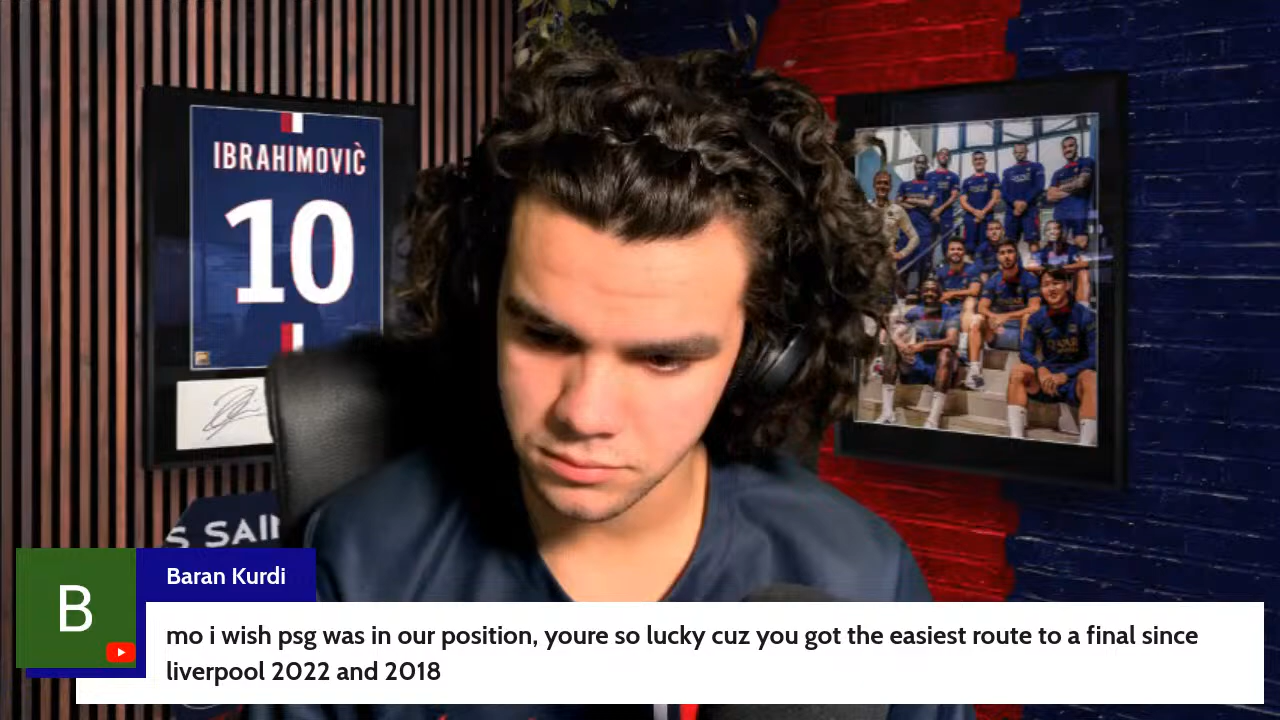 IBRAHIMOVIĆ
10
S SAIN
B
Baran Kurdi
mo i wish psg was in our position, youre so lucky cuz you got the easiest route to a final since
liverpool 2022 and 2018